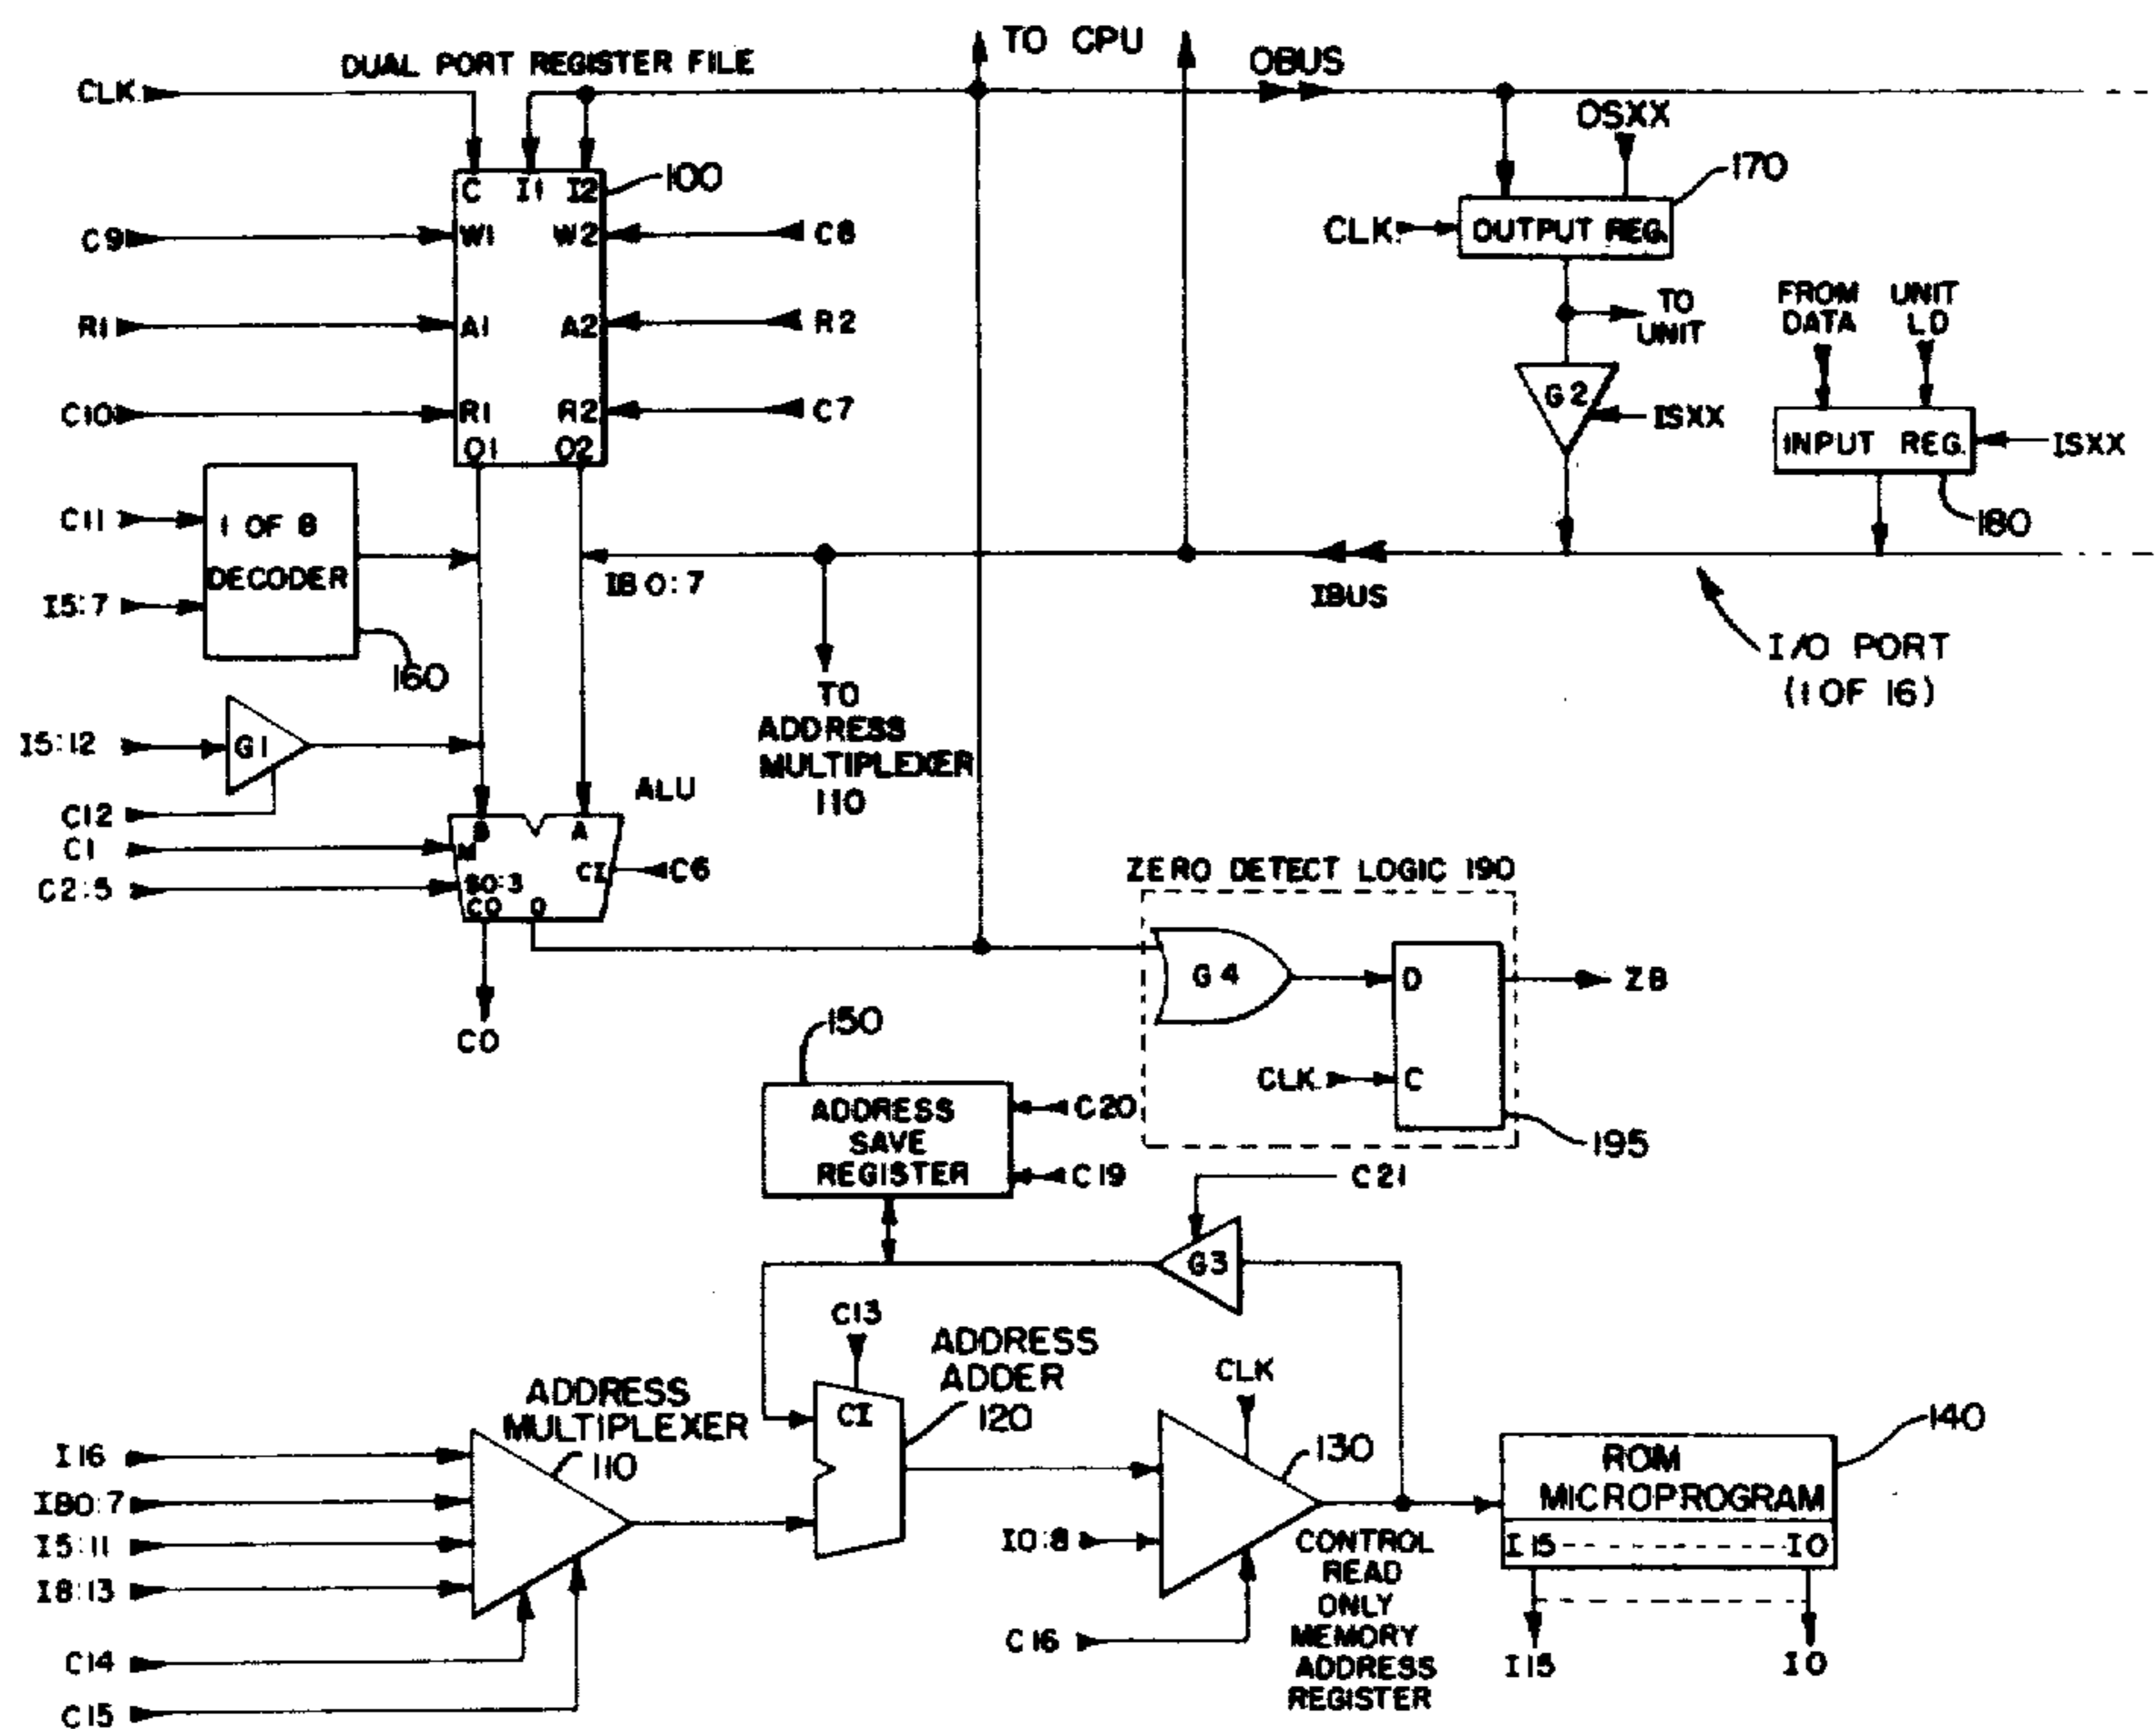 TO CPU
DUAL PORT REGISTER FILE
OBUS
CLK
OSXX
C I1 I2
100
170
C9
W1 W2
C8
CLK
OUTPUT REG.
R1
A1 A2
R2
TO
UNIT
FROM UNIT
DATA LD
C10
R1 R2
C7
G2
ISXX
INPUT REG.
ISXX
O1 O2
C11
1 OF 8
DECODER
180
I5:7
IB0:7
IBUS
160
I/O PORT
(1 OF 16)
TO
ADDRESS
MULTIPLEXER
110
I5:12
G1
ALU
C12
C1
B A
M
C2:5
S0:3
CI
C6
CO O
ZERO DETECT LOGIC 190
G4
D
ZB
CO
150
CLK
C
195
ADDRESS
SAVE
REGISTER
C20
C19
C21
G3
C13
ADDRESS
ADDER
120
CI
CLK
ADDRESS
MULTIPLEXER
110
130
140
I16
IB0:7
I5:11
I8:13
ROM
MICROPROGRAM
I15 I0
I0:8
CONTROL
READ
ONLY
MEMORY
ADDRESS
REGISTER
C16
C14
C15
I15 I0